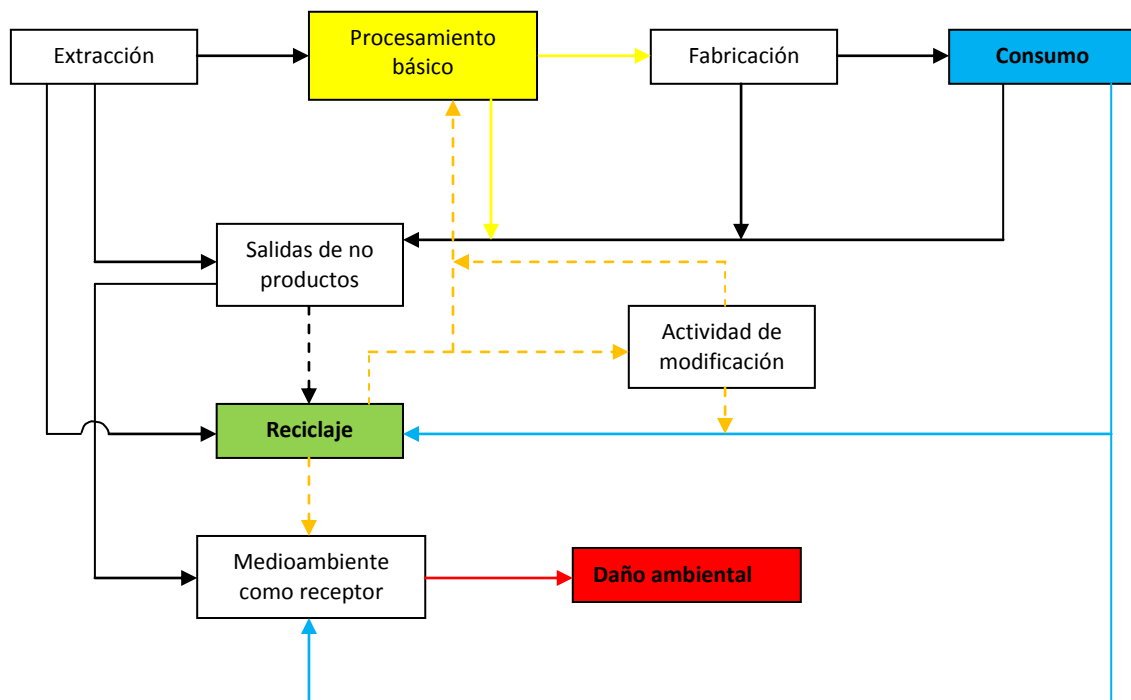 Extracción
Procesamiento
básico
Fabricación
Consumo
Salidas de no
productos
Actividad de
modificación
Reciclaje
Medioambiente
como receptor
Daño ambiental